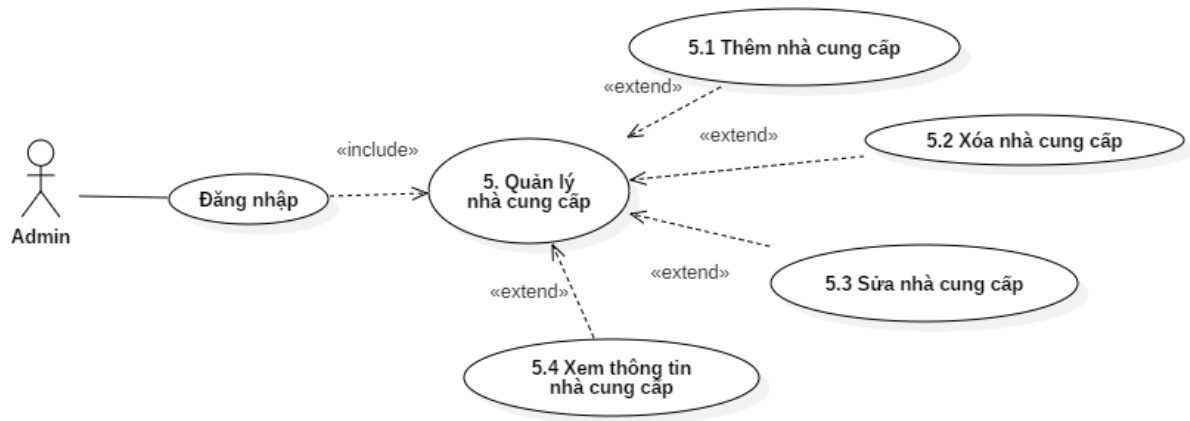 5.1 Thêm nhà cung cấp
«extend»
«extend»
5.2 Xóa nhà cung cấp
«include»
5. Quản lý
nhà cung cấp
Đăng nhập
Admin
«extend»
5.3 Sửa nhà cung cấp
«extend»
5.4 Xem thông tin
nhà cung cấp